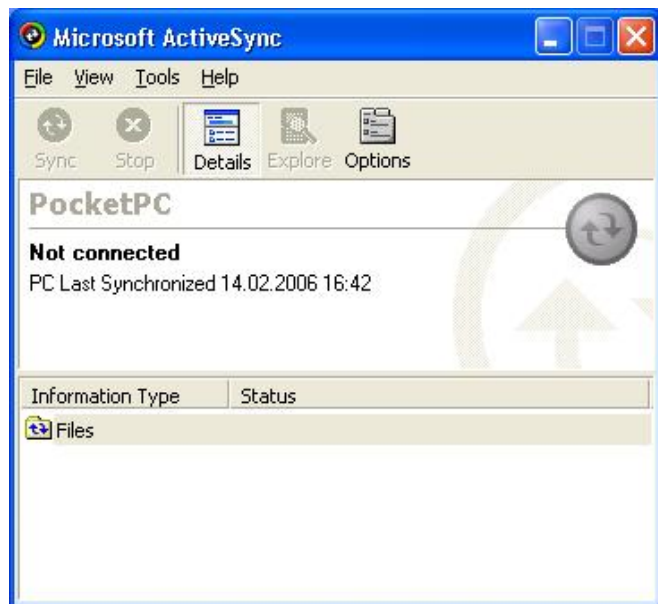 Microsoft ActiveSync
File View Tools Help
Sync Stop Details Explore Options
PocketPC
Not connected
PC Last Synchronized 14.02.2006 16:42
Information Type Status
Files